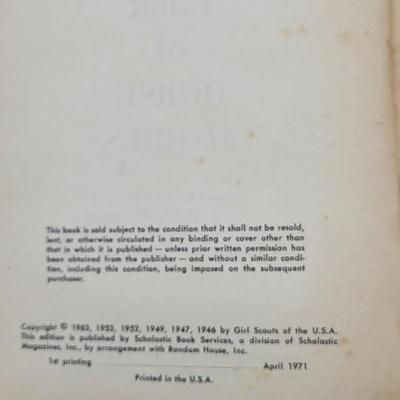 of
HORSE
STORIES
This book is sold subject to the condition that it shall not be resold,
lent, or otherwise circulated in any binding or cover other than
that in which it is published — unless prior written permission has
been obtained from the publisher — and without a similar condi-
tion, including this condition, being imposed on the subsequent
purchaser.
Copyright © 1963, 1953, 1952, 1949, 1947, 1946 by Girl Scouts of the U.S.A.
This edition is published by Scholastic Book Services, a division of Scholastic
Magazines, Inc., by arrangement with Random House, Inc.
1st printing April 1971
Printed in the U.S.A.